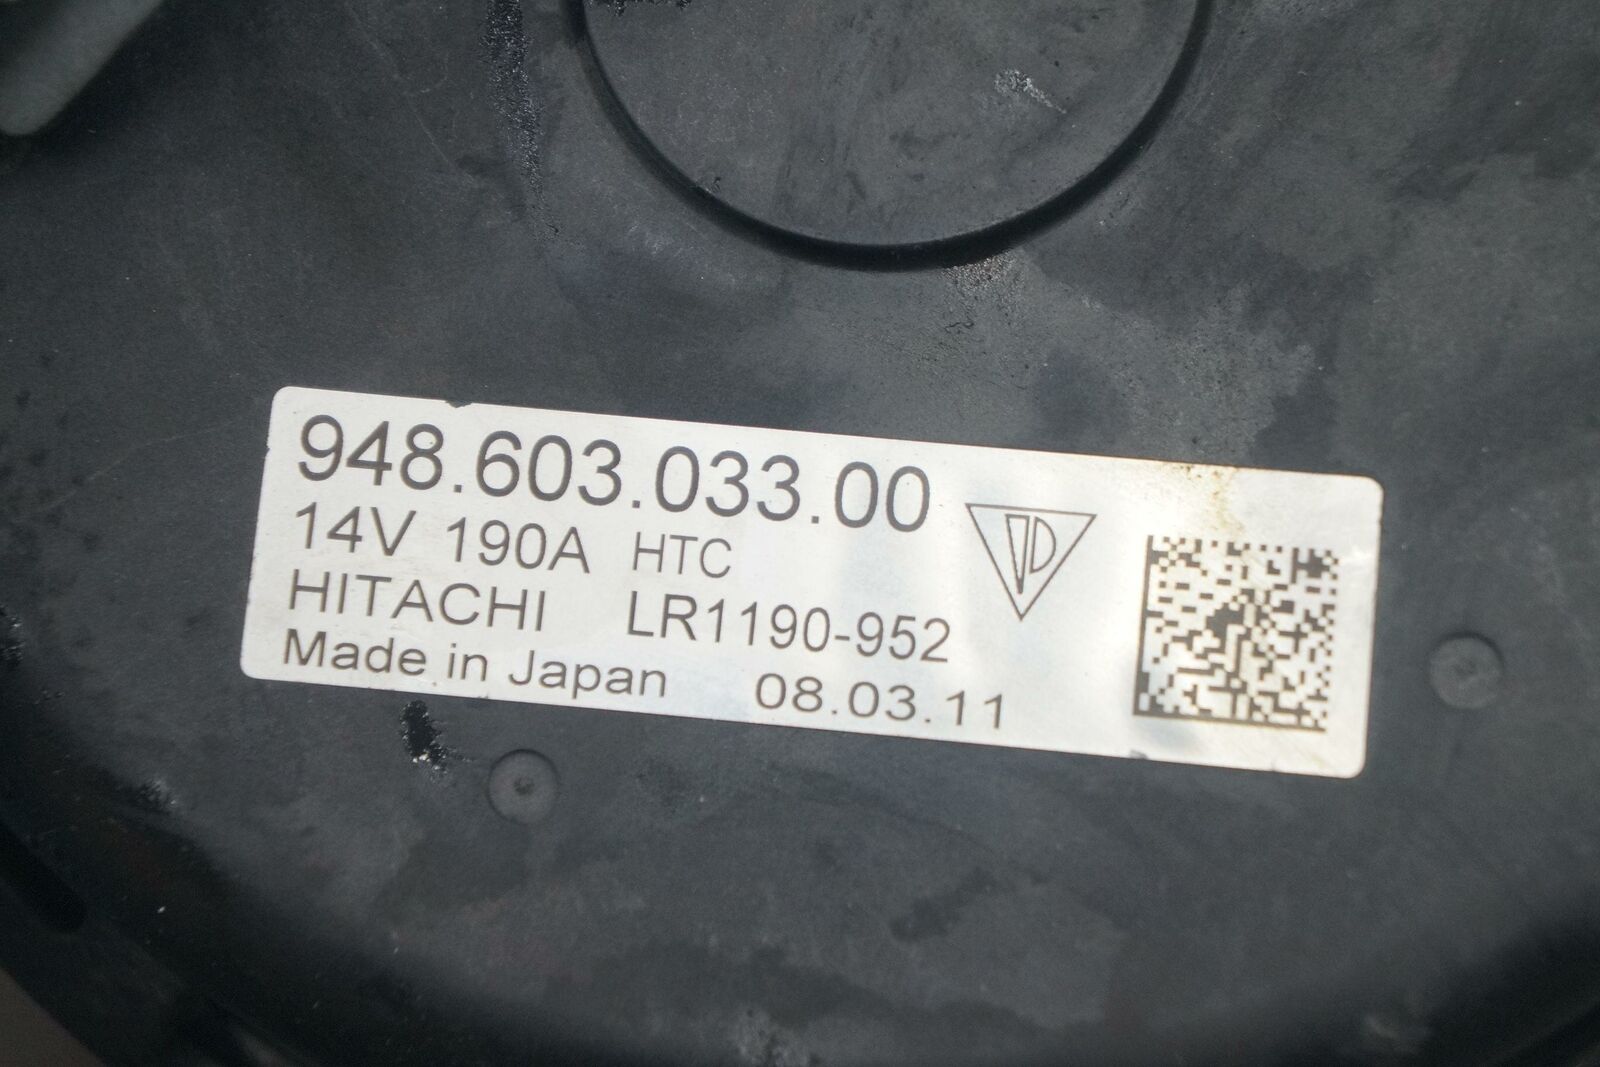 948.603.033.00
14V 190A HTC
HITACHI LR1190-952
Made in Japan 08.03.11